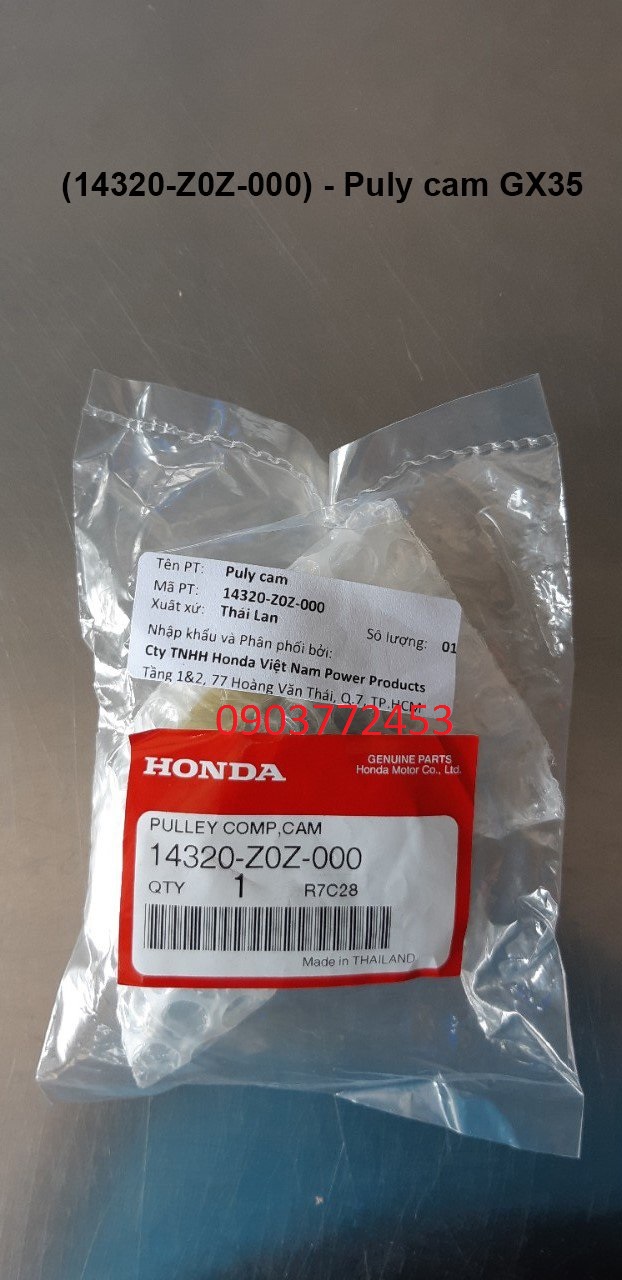 (14320-Z0Z-000) - Puly cam GX35
Tên PT: Puly cam
Mã PT: 14320-Z0Z-000
Xuất xứ: Thái Lan
Số lượng: 01
Nhập khẩu và Phân phối bởi:
Cty TNHH Honda Việt Nam Power Products
Tầng 1&2, 77 Hoàng Văn Thái, Q.7, TP.HCM
0903772453
HONDA
GENUINE PARTS
Honda Motor Co., Ltd.
PULLEY COMP,CAM
14320-Z0Z-000
QTY 1 R7C28
Made in THAILAND